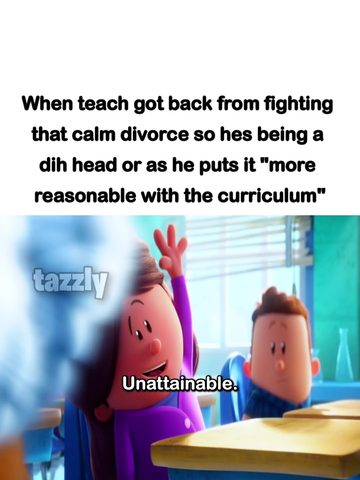 When teach got back from fighting
that calm divorce so hes being a
dih head or as he puts it "more
reasonable with the curriculum"
tazzly
Unattainable.